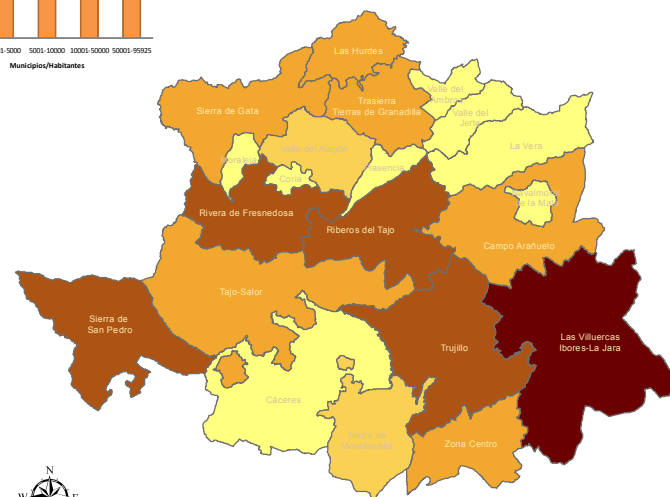 5001-10000 10001-50000 50001-95925
Municipios/Habitantes
Las Hurdes
Sierra de Gata
Trasierra
Tierras de Granadilla
Valle del
Ambroz
Valle del
Jerte
La Vera
Valle del Alagón
Moraleja
Coria
Plasencia
Navalmoral
de la Mata
Rivera de Fresnedosa
Riberos del Tajo
Campo Arañuelo
Tajo-Salor
Sierra de
San Pedro
Trujillo
Las Villuercas
Ibores-La Jara
Cáceres
Sierra de
Montánchez
Zona Centro
N
W E